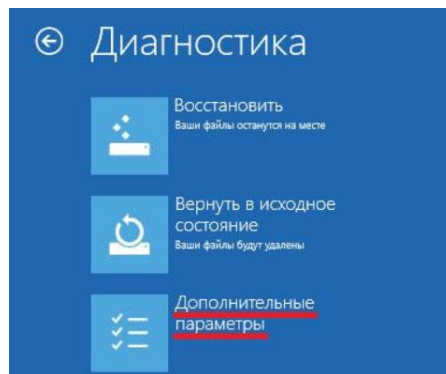 Диагностика
Восстановить
Ваши файлы останутся на месте
Вернуть в исходное
состояние
Ваши файлы будут удалены
Дополнительные
параметры